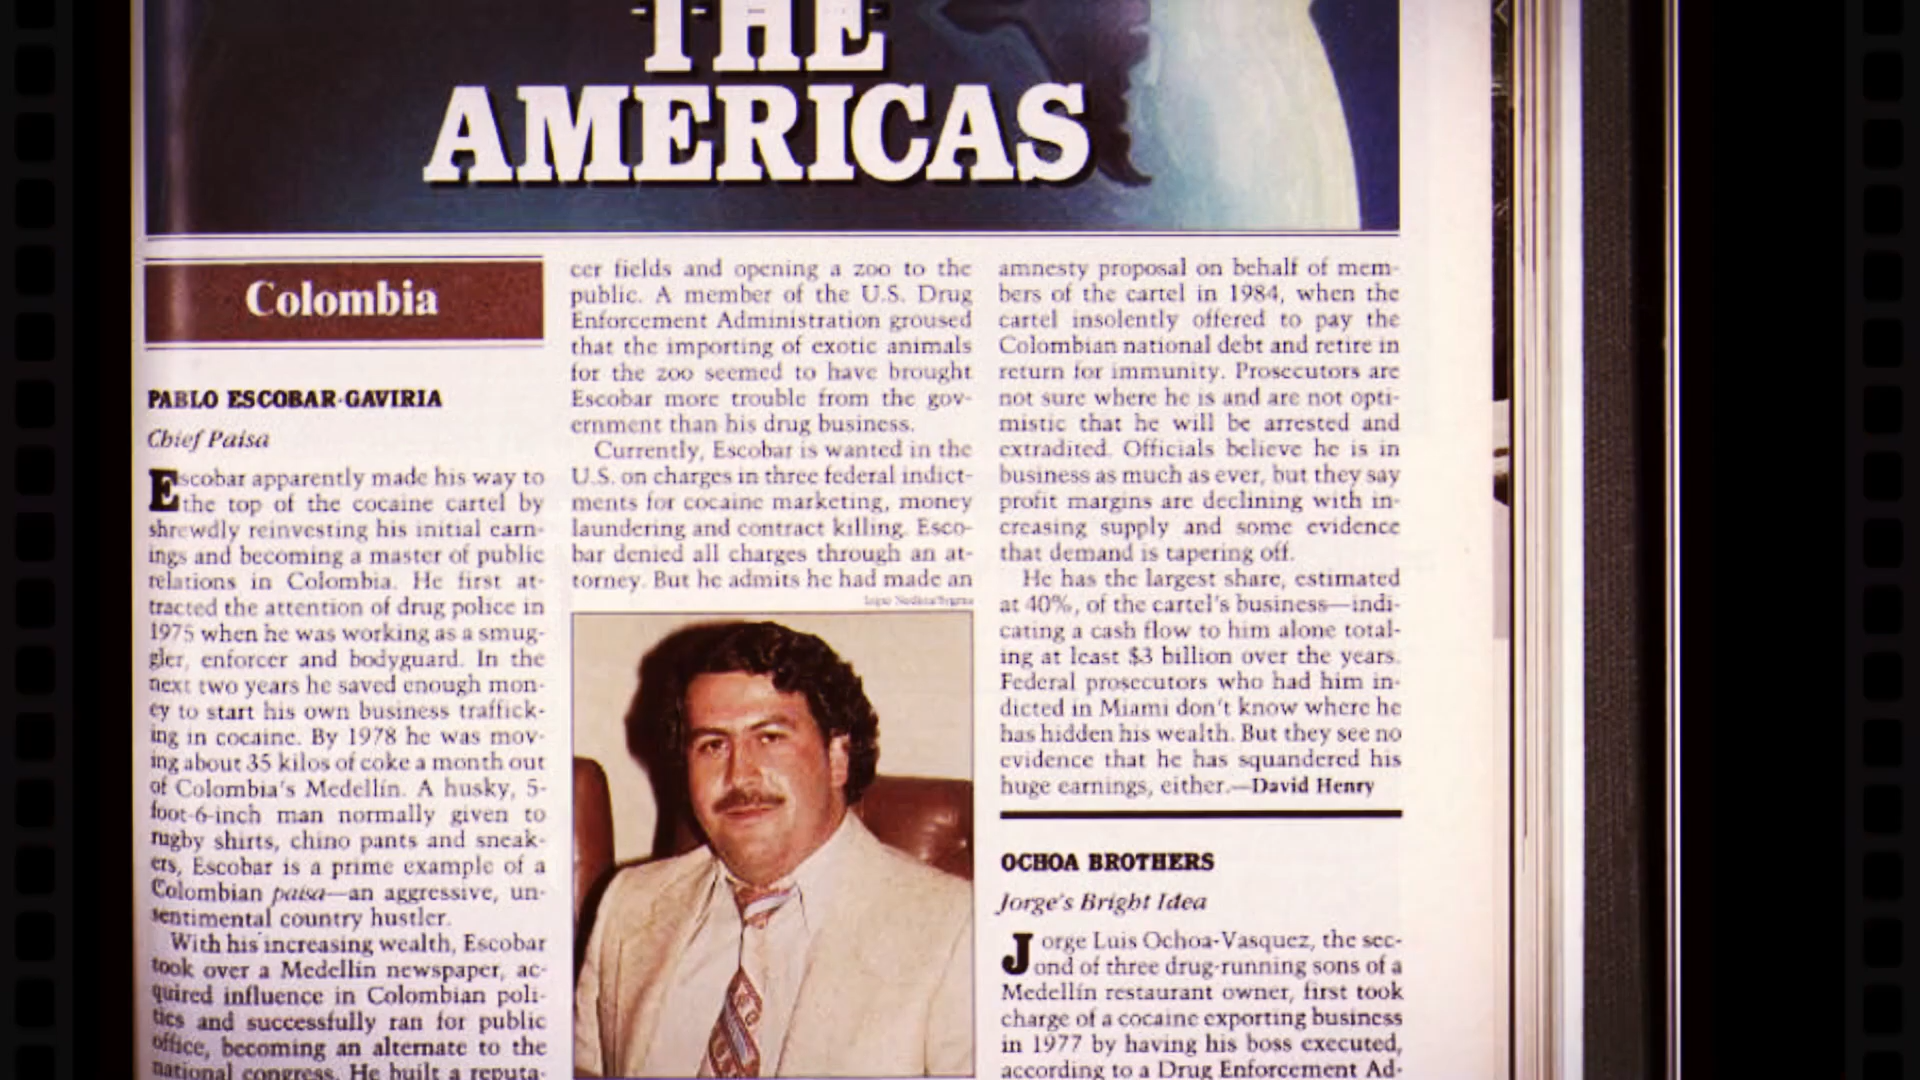 THE
AMERICAS
Colombia
PABLO ESCOBAR-GAVIRIA
Chief Paisa
Escobar apparently made his way to
the top of the cocaine cartel by
shrewdly reinvesting his initial earn-
ings and becoming a master of public
relations in Colombia. He first at-
tracted the attention of drug police in
1975 when he was working as a smug-
gler, enforcer and bodyguard. In the
next two years he saved enough mon-
ey to start his own business traffick-
ing in cocaine. By 1978 he was mov-
ing about 35 kilos of coke a month out
of Colombia's Medellín. A husky, 5-
foot-6-inch man normally given to
rugby shirts, chino pants and sneak-
ers, Escobar is a prime example of a
Colombian paisa—an aggressive, un-
sentimental country hustler.
With his increasing wealth, Escobar
took over a Medellín newspaper, ac-
quired influence in Colombian poli-
tics and successfully ran for public
office, becoming an alternate to the
national congress. He built a reputa-
cer fields and opening a zoo to the
public. A member of the U.S. Drug
Enforcement Administration groused
that the importing of exotic animals
for the zoo seemed to have brought
Escobar more trouble from the gov-
ernment than his drug business.
Currently, Escobar is wanted in the
U.S. on charges in three federal indict-
ments for cocaine marketing, money
laundering and contract killing. Esco-
bar denied all charges through an at-
torney. But he admits he had made an
amnesty proposal on behalf of mem-
bers of the cartel in 1984, when the
cartel insolently offered to pay the
Colombian national debt and retire in
return for immunity. Prosecutors are
not sure where he is and are not opti-
mistic that he will be arrested and
extradited. Officials believe he is in
business as much as ever, but they say
profit margins are declining with in-
creasing supply and some evidence
that demand is tapering off.
He has the largest share, estimated
at 40%, of the cartel's business—indi-
cating a cash flow to him alone total-
ing at least $3 billion over the years.
Federal prosecutors who had him in-
dicted in Miami don't know where he
has hidden his wealth. But they see no
evidence that he has squandered his
huge earnings, either.—David Henry
OCHOA BROTHERS
Jorge's Bright Idea
Jorge Luis Ochoa-Vasquez, the sec-
ond of three drug-running sons of a
Medellín restaurant owner, first took
charge of a cocaine exporting business
in 1977 by having his boss executed,
according to a Drug Enforcement Ad-